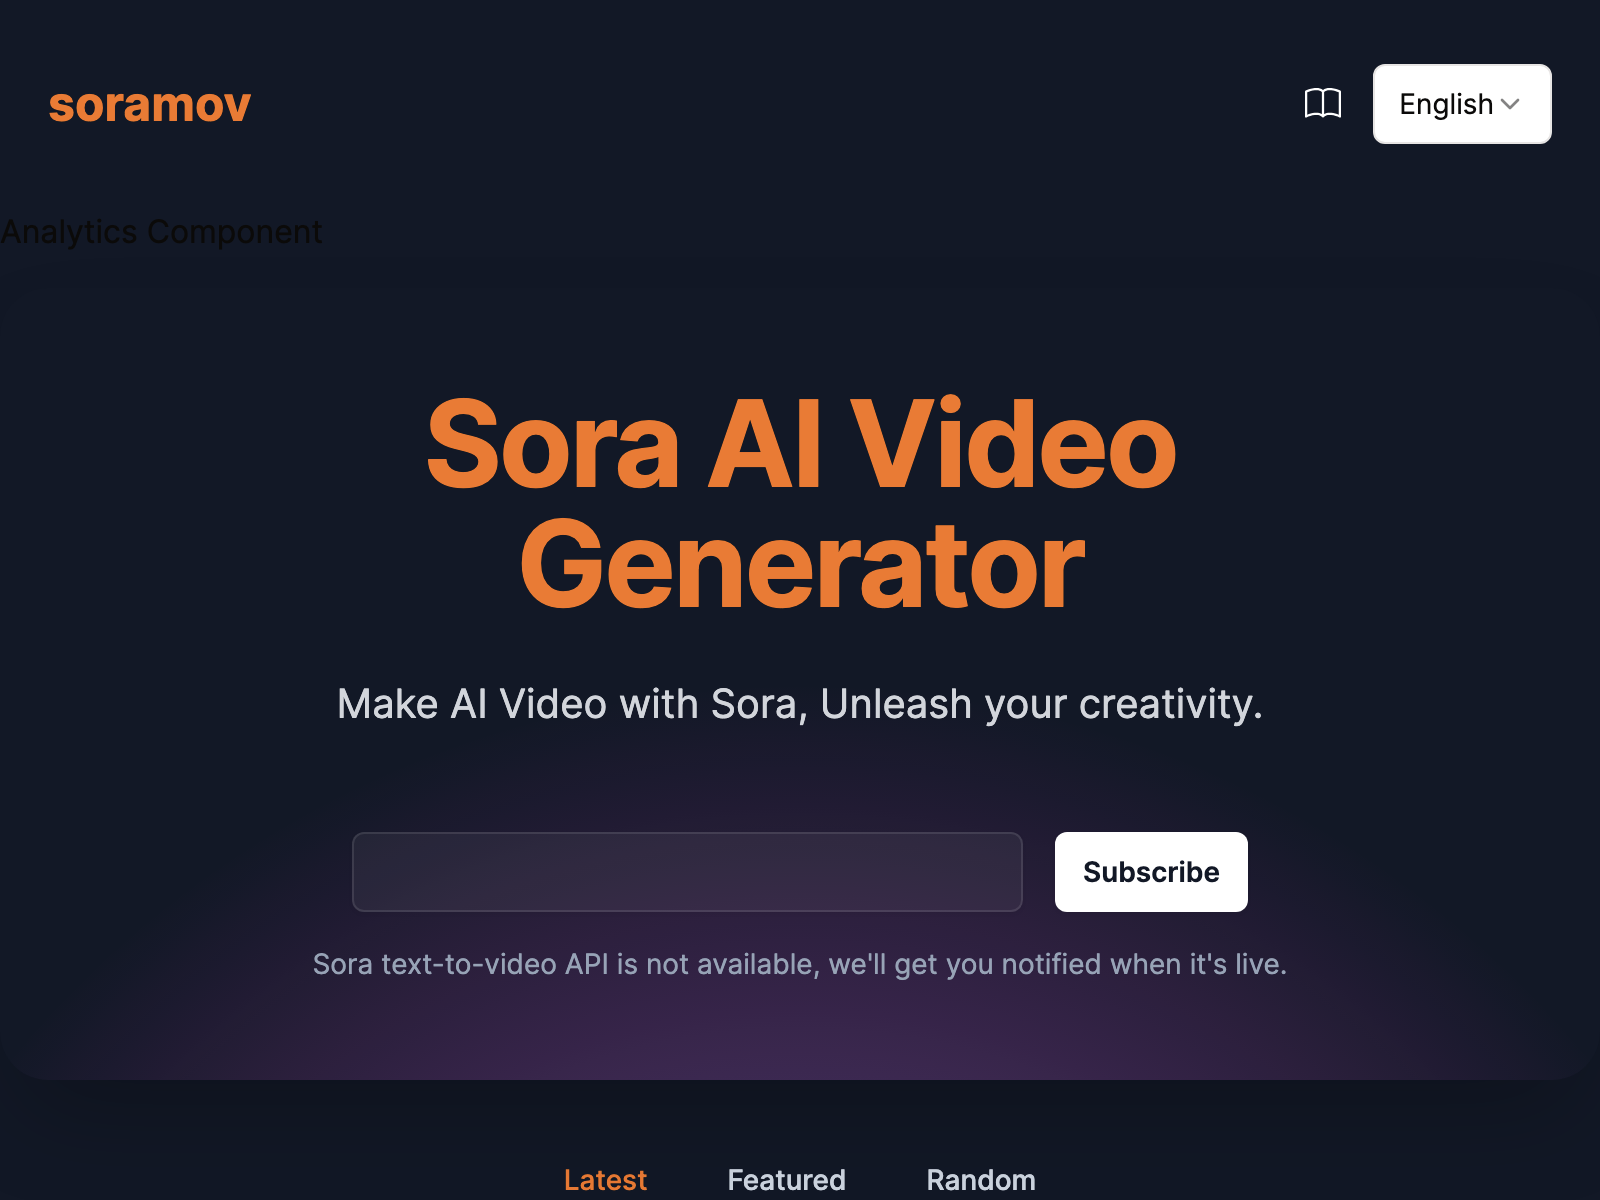 soramov
English
Analytics Component
Sora AI Video
Generator
Make AI Video with Sora, Unleash your creativity.
Subscribe
Sora text-to-video API is not available, we'll get you notified when it's live.
Latest Featured Random